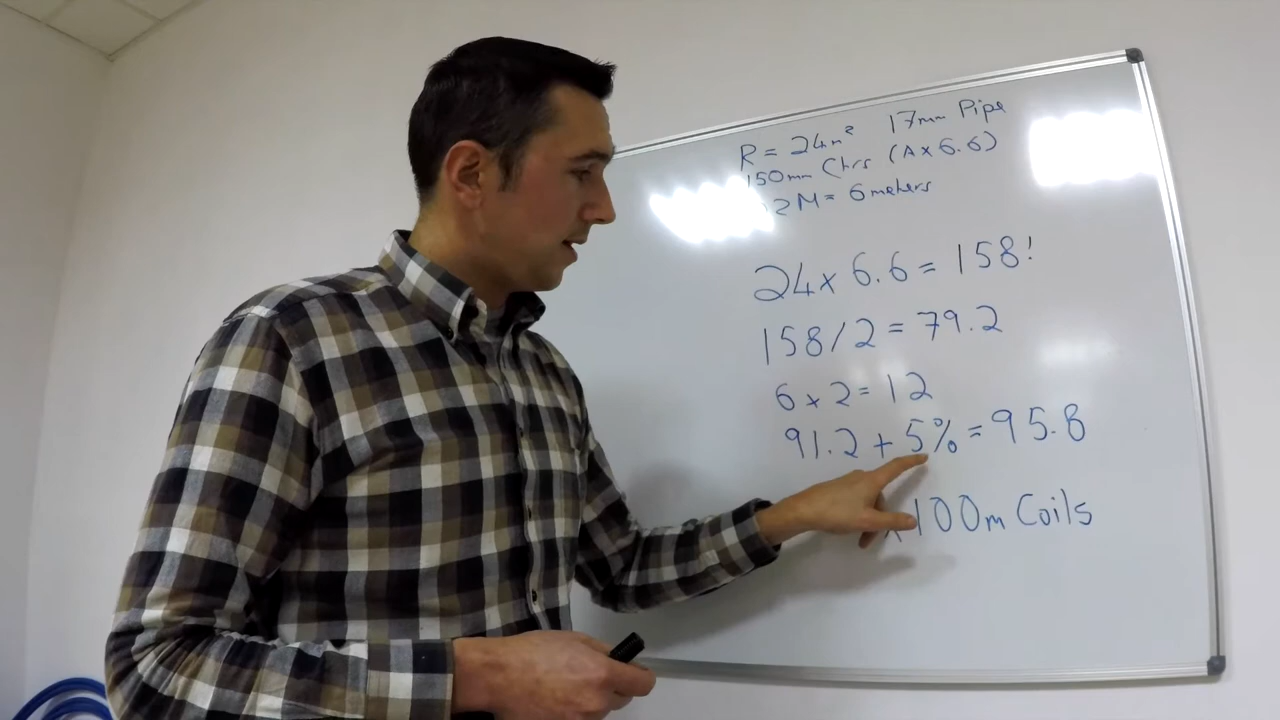 R = 24m² 17mm Pipe
150mm Ctrs (A x 6.6)
2M = 6 meters
24 x 6.6 = 158!
158/2 = 79.2
6 x 2 = 12
91.2 + 5% = 95.8
x 100m Coils